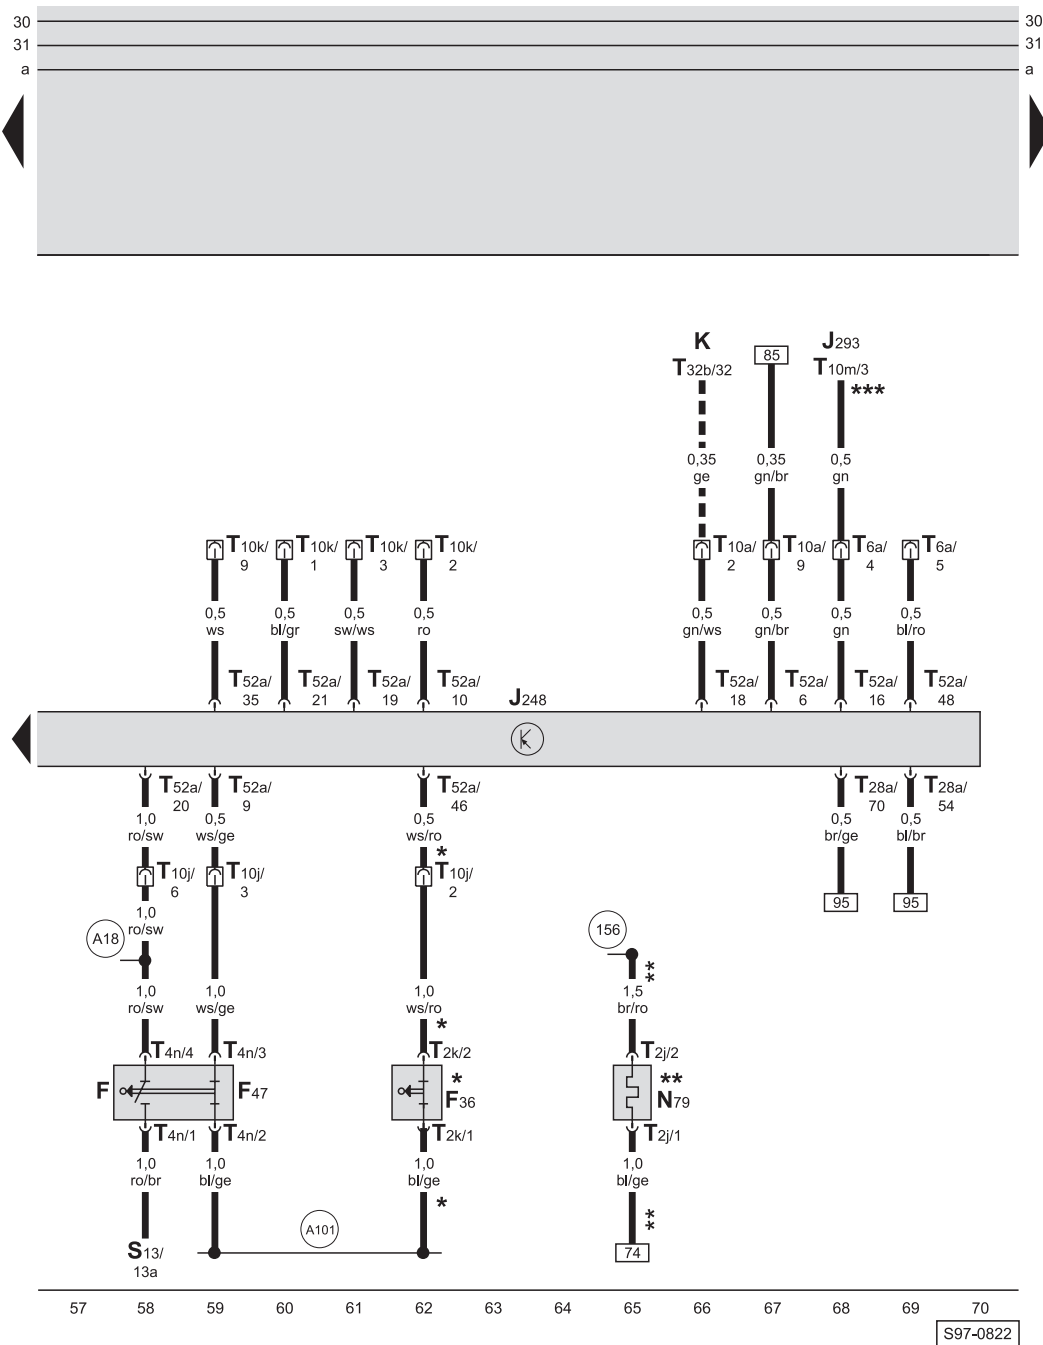 30 30
31 31
a a
K J293
85
T32b/32 T10m/3
***
0,35 0,35 0,5
ge gn/br gn
T10k/ T10k/ T10k/ T10k/ T10a/ T10a/ T6a/ T6a/
9 1 3 2 2 9 4 5
0,5 0,5 0,5 0,5 0,5 0,5 0,5 0,5
ws bl/gr sw/ws ro gn/ws gn/br gn bl/ro
T52a/ T52a/ T52a/ T52a/ J248 T52a/ T52a/ T52a/ T52a/
35 21 19 10 18 6 16 48
T52a/ T52a/ T52a/ T28a/ T28a/
20 9 46 70 54
1,0 0,5 0,5 0,5 0,5
ro/sw ws/ge ws/ro br/ge bl/br
*
T10j/ T10j/ T10j/
6 3 2
95 95
1,0
ro/sw
A18 156
**
1,0 1,0 1,0 1,5
ro/sw ws/ge ws/ro br/ro
*
T4n/4 T4n/3 T2k/2 T2j/2
* **
F F47 F36 N79
T4n/1 T4n/2 T2k/1 T2j/1
1,0 1,0 1,0 1,0
ro/br bl/ge bl/ge bl/ge
* **
A101
S13/
13a
74
57 58 59 60 61 62 63 64 65 66 67 68 69 70
S97-0822